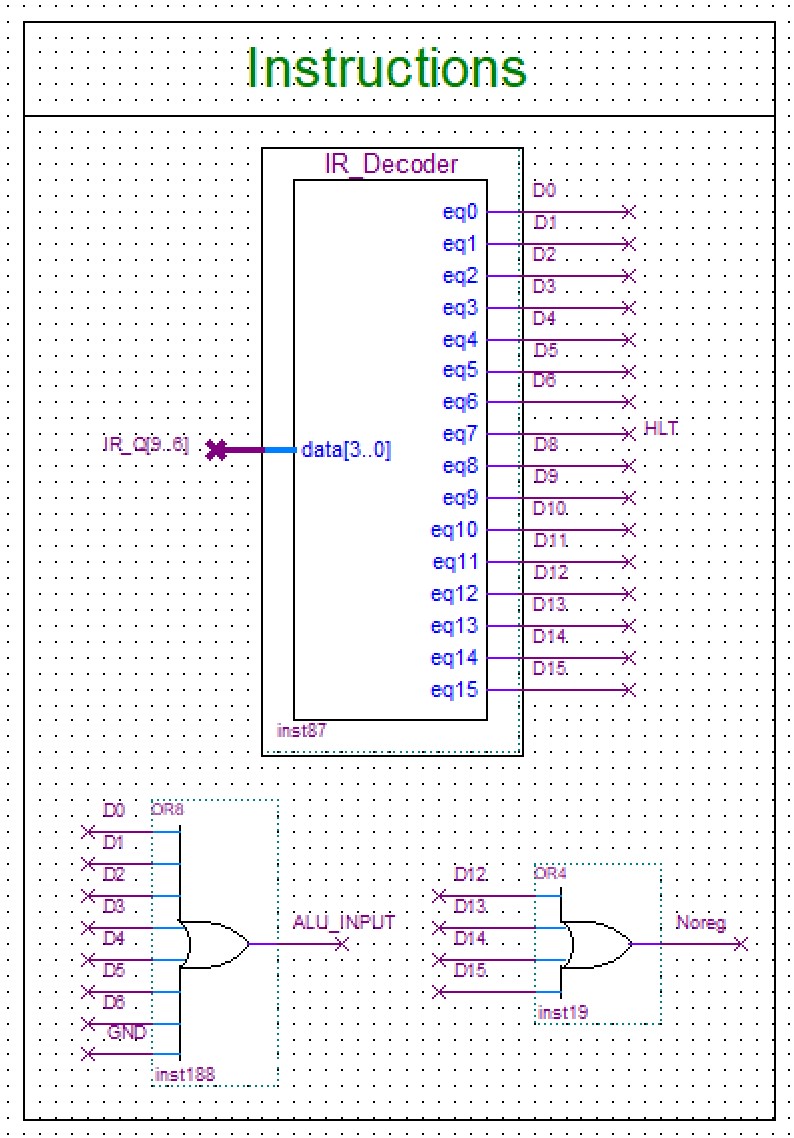 Instructions
IR_Decoder
eq0 D0
eq1 D1
eq2 D2
eq3 D3
eq4 D4
eq5 D5
eq6 D6
eq7 HLT
IR_Q[9..6] data[3..0]
eq8 D8
eq9 D9
eq10 D10
eq11 D11
eq12 D12
eq13 D13
eq14 D14
eq15 D15
inst87
OR8
D0
D1
D2
D3
D4
D5
D6
GND
ALU_INPUT
inst188
OR4
D12
D13
D14
D15
Noreg
inst19